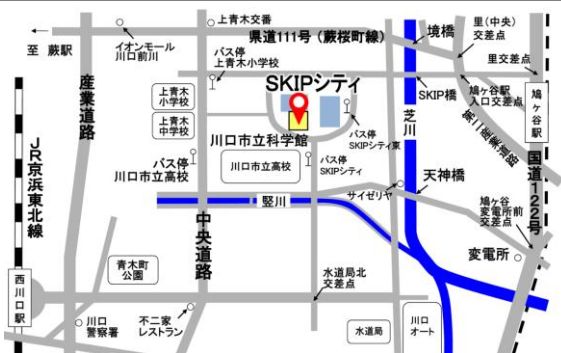 上青木交番
県道111号（蕨桜町線）
境橋
里（中央）
交差点
至 蕨駅
イオンモール
川口前川
バス停
上青木小学校
里交差点
産業道路
上青木
小学校
SKIPシティ
SKIP橋
鳩ヶ谷駅
入口交差点
鳩ヶ谷駅
上青木
中学校
バス停
SKIPシティ東
芝川
第二産業道路
川口市立科学館
JR京浜東北線
バス停
川口市立高校
川口市立高校
バス停
SKIPシティ
国道122号
サイゼリヤ
天神橋
竪川
鳩ヶ谷
変電所前
交差点
中央道路
変電所
青木町
公園
西川口駅
水道局北
交差点
川口
警察署
不二家
レストラン
水道局
川口
オート